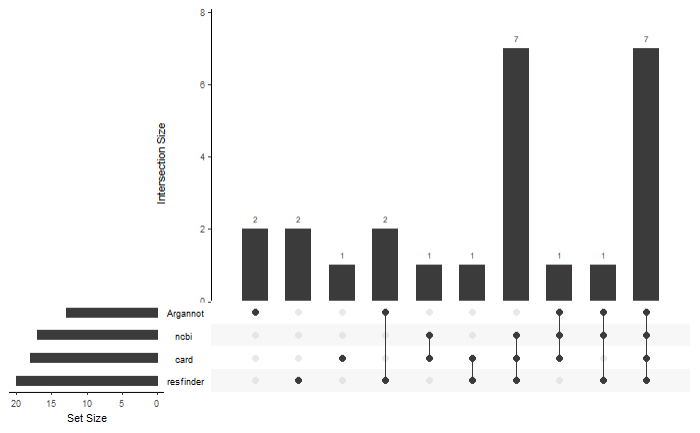 8
7 7
6
Intersection Size
4
2 2 2
2
1 1 1 1 1
0
Argannot
ncbi
card
resfinder
20 15 10 5 0
Set Size